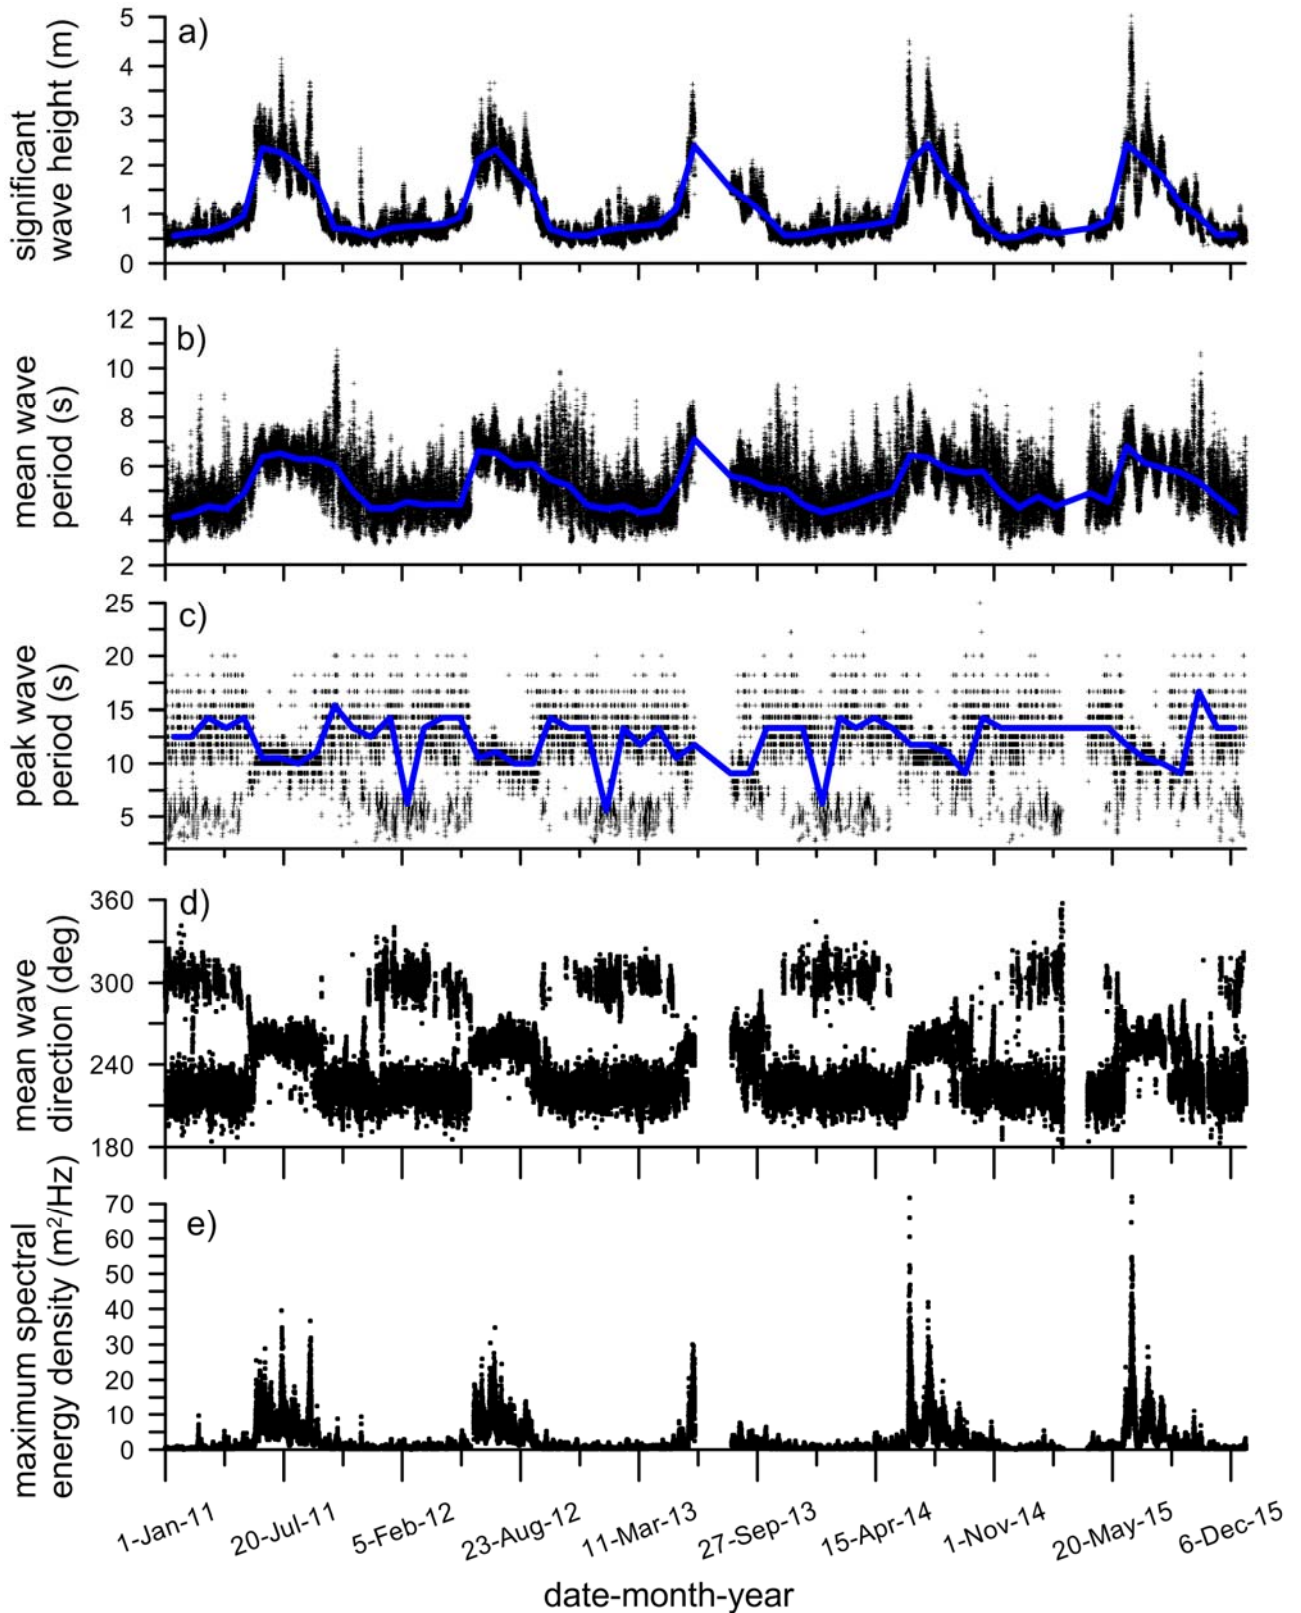 a)
significant
wave height (m)
5
4
3
2
1
0
b)
mean wave
period (s)
12
10
8
6
4
2
c)
peak wave
period (s)
25
20
15
10
5
d)
mean wave
direction (deg)
360
300
240
180
e)
maximum spectral
energy density (m²/Hz)
70
60
50
40
30
20
10
0
1-Jan-11
20-Jul-11
5-Feb-12
23-Aug-12
11-Mar-13
27-Sep-13
15-Apr-14
1-Nov-14
20-May-15
6-Dec-15
date-month-year